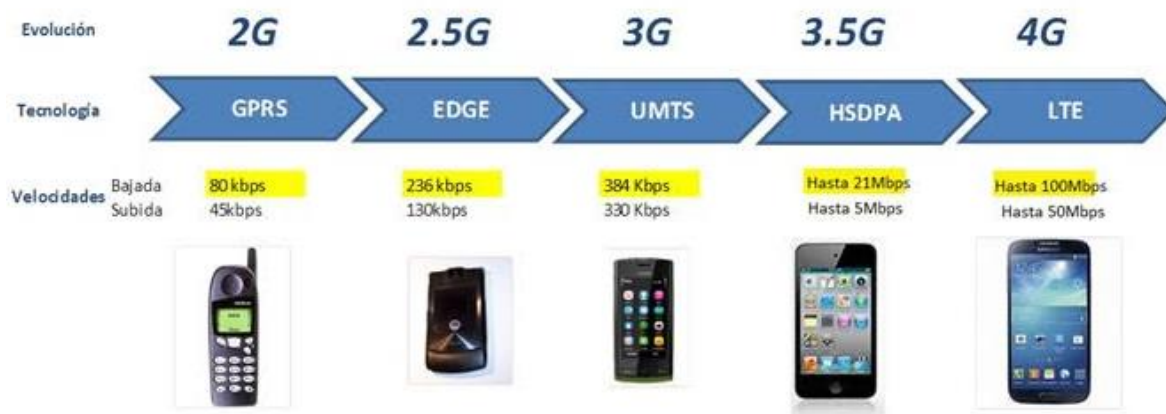 Evolución 2G 2.5G 3G 3.5G 4G
Tecnología GPRS EDGE UMTS HSDPA LTE
Velocidades
Bajada 80 kbps 236 kbps 384 Kbps Hasta 21Mbps Hasta 100Mbps
Subida 45kbps 130kbps 330 Kbps Hasta 5Mbps Hasta 50Mbps